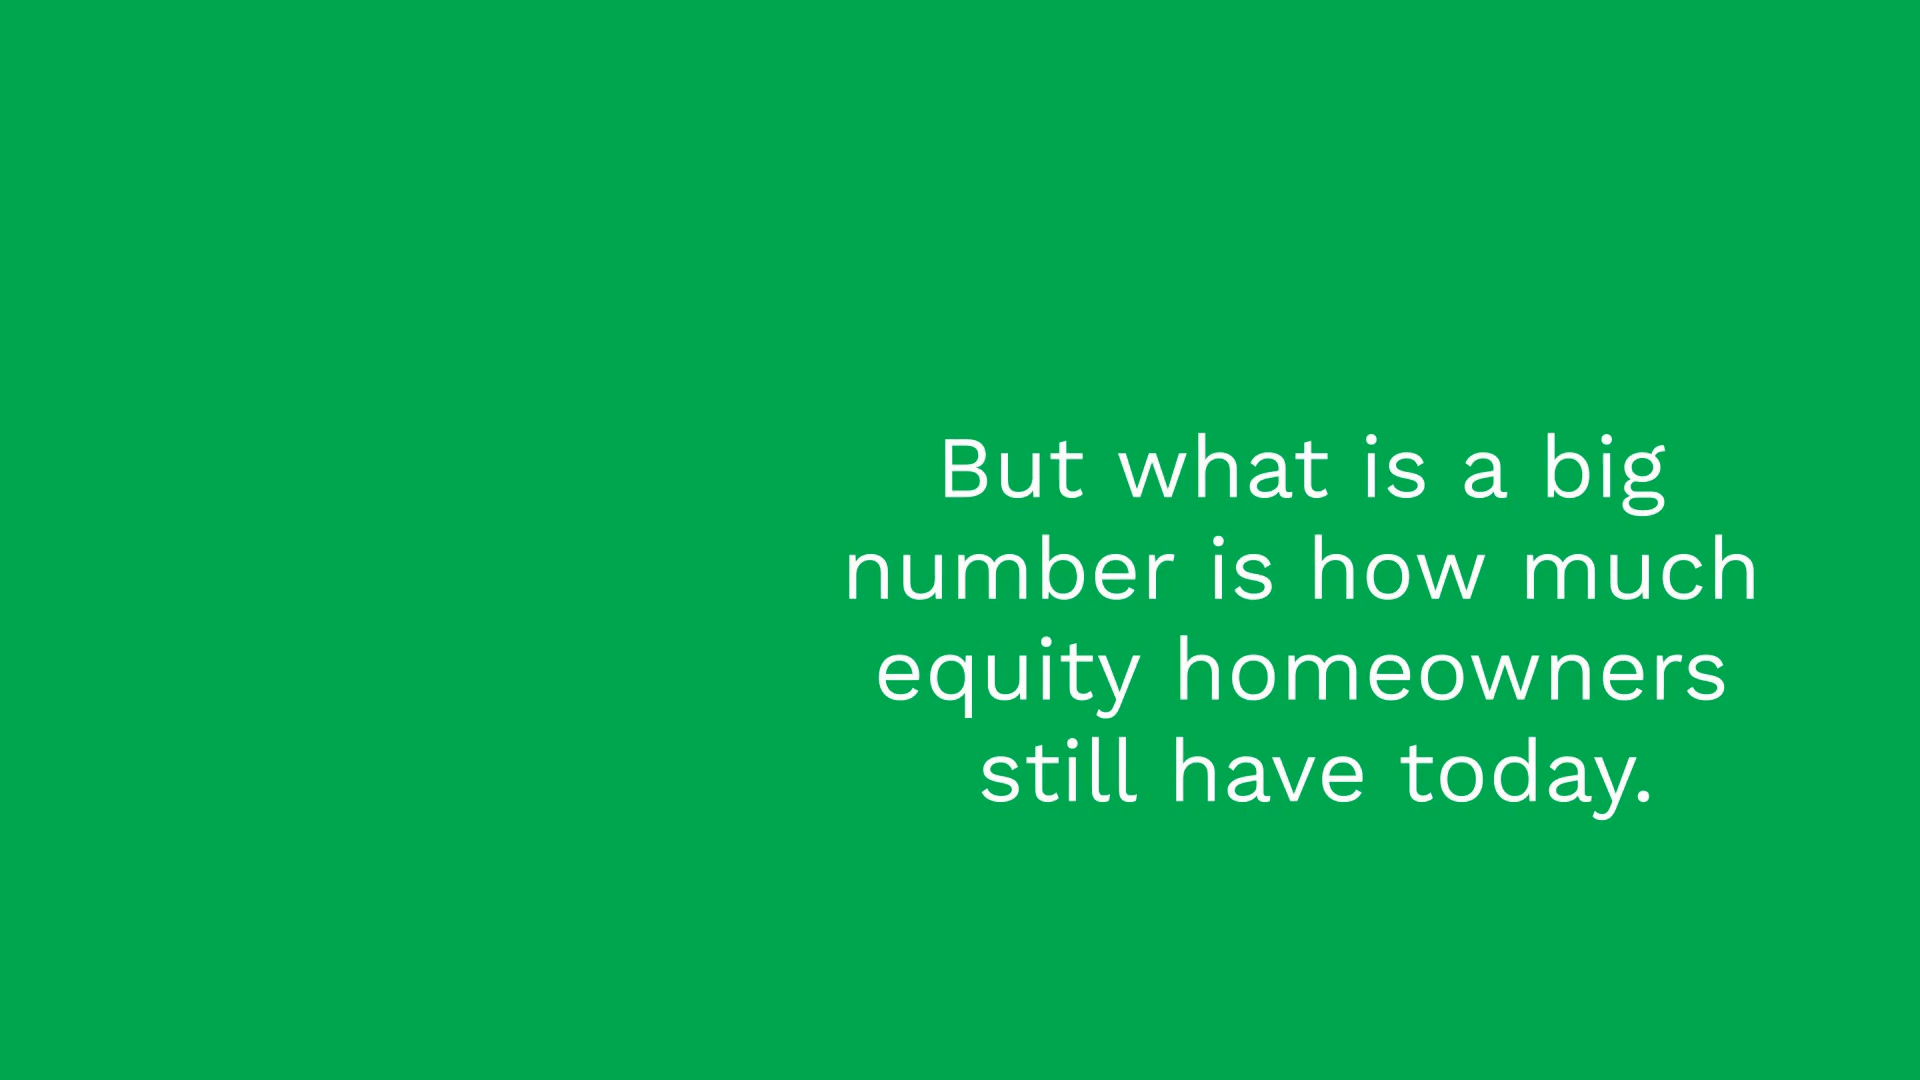 But what is a big
number is how much
equity homeowners
still have today.